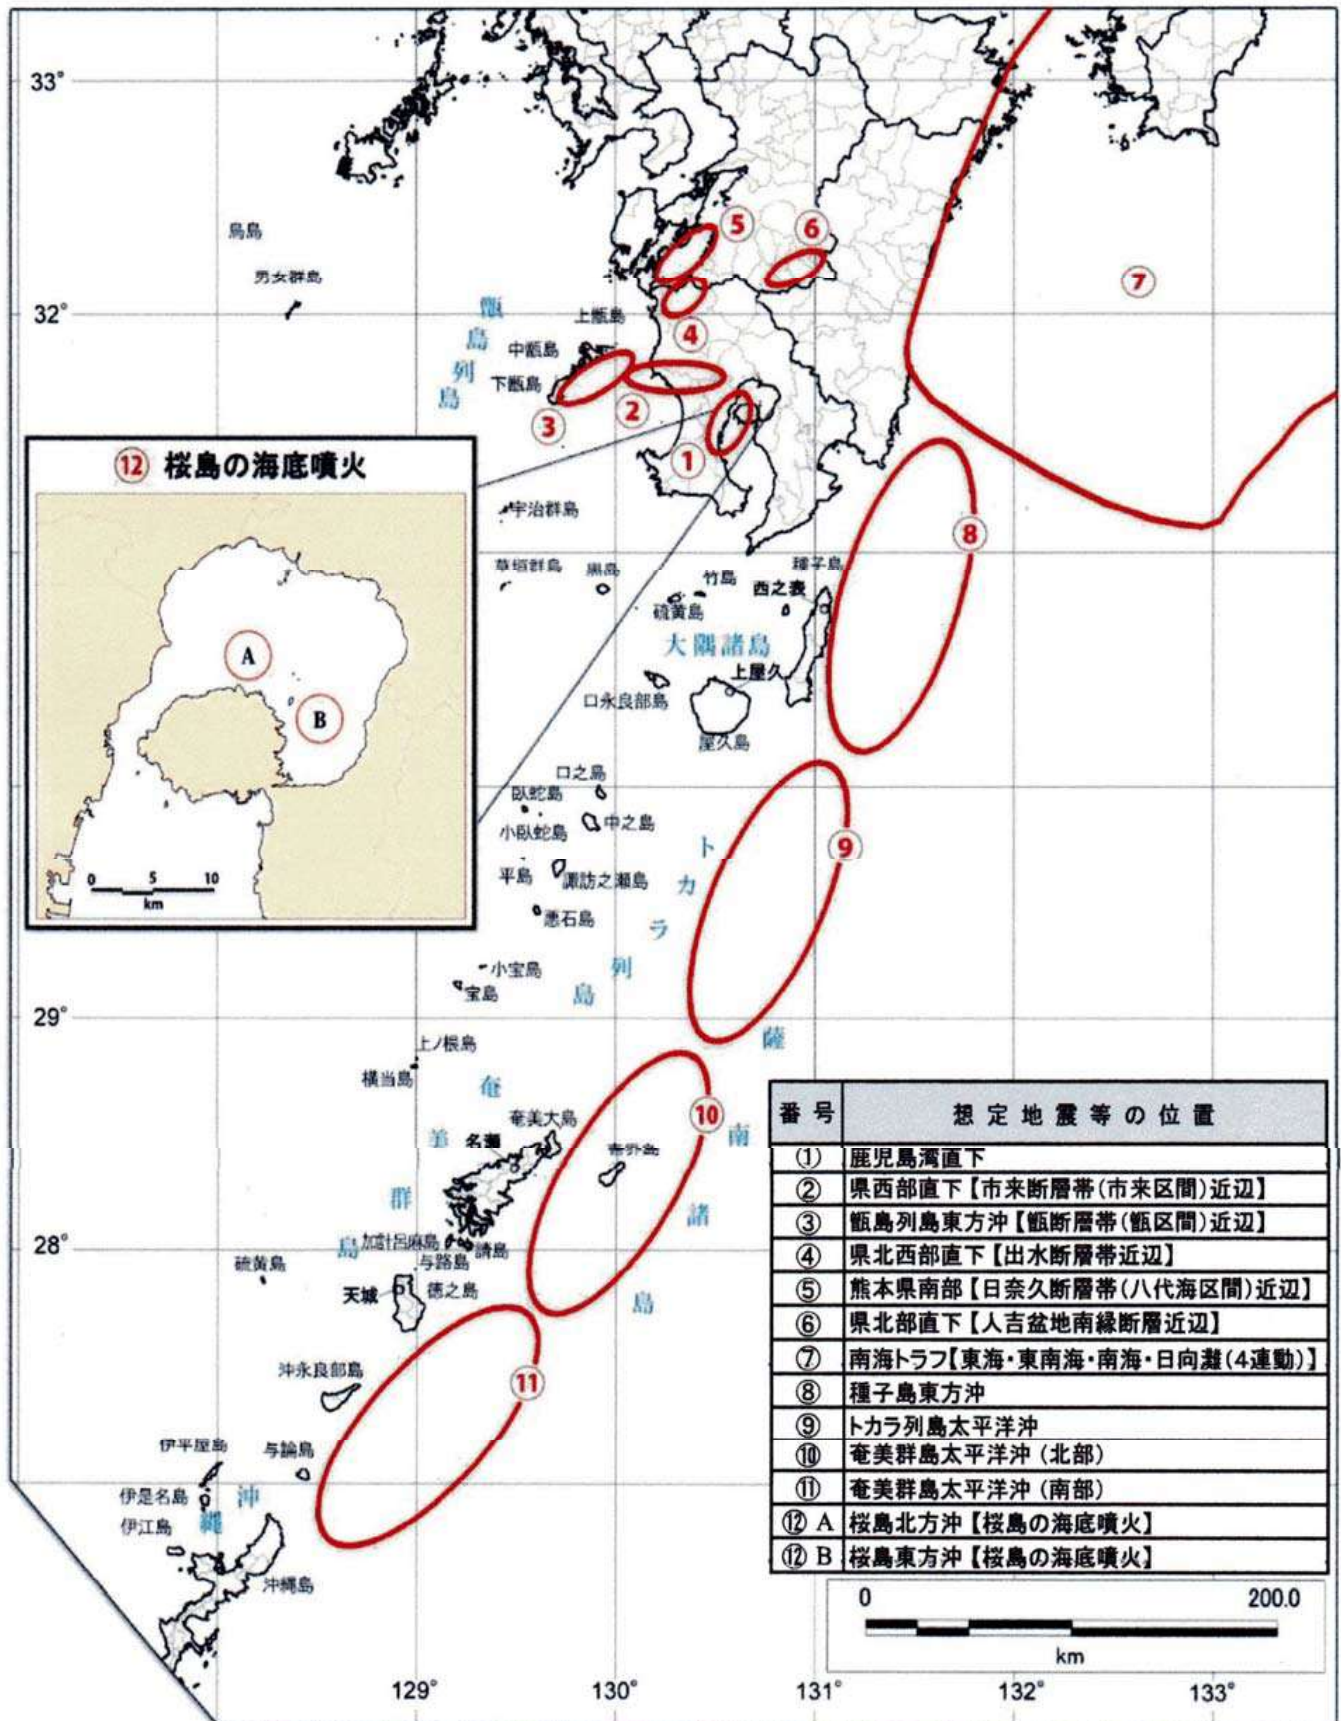 33°
32°
29°
28°
129°
130°
131°
132°
133°
鳥島
男女群島
甑島列島
上甑島
中甑島
下甑島
⑤
⑥
⑦
④
②
③
①
⑧
⑨
⑩
⑪
⑫ 桜島の海底噴火
A
B
0 5 10
km
宇治群島
草垣群島
黒島
竹島
硫黄島
種子島
西之表
大隅諸島
上屋久
口永良部島
屋久島
口之島
臥蛇島
小臥蛇島
中之島
平島
諏訪之瀬島
悪石島
トカラ列島
小宝島
宝島
上ノ根島
横当島
奄美群島
奄美大島
名瀬
喜界島
加計呂麻島
請島
与路島
硫黄島
天城
徳之島
薩南諸島
沖永良部島
与論島
伊平屋島
伊是名島
伊江島
沖縄
沖縄島
番号 想定地震等の位置
① 鹿児島湾直下
② 県西部直下【市来断層帯(市来区間)近辺】
③ 甑島列島東方沖【甑断層帯(甑区間)近辺】
④ 県北西部直下【出水断層帯近辺】
⑤ 熊本県南部【日奈久断層帯(八代海区間)近辺】
⑥ 県北部直下【人吉盆地南縁断層近辺】
⑦ 南海トラフ【東海・東南海・南海・日向灘(4連動)】
⑧ 種子島東方沖
⑨ トカラ列島太平洋沖
⑩ 奄美群島太平洋沖(北部)
⑪ 奄美群島太平洋沖(南部)
⑫ A 桜島北方沖【桜島の海底噴火】
⑫ B 桜島東方沖【桜島の海底噴火】
0 200.0
km